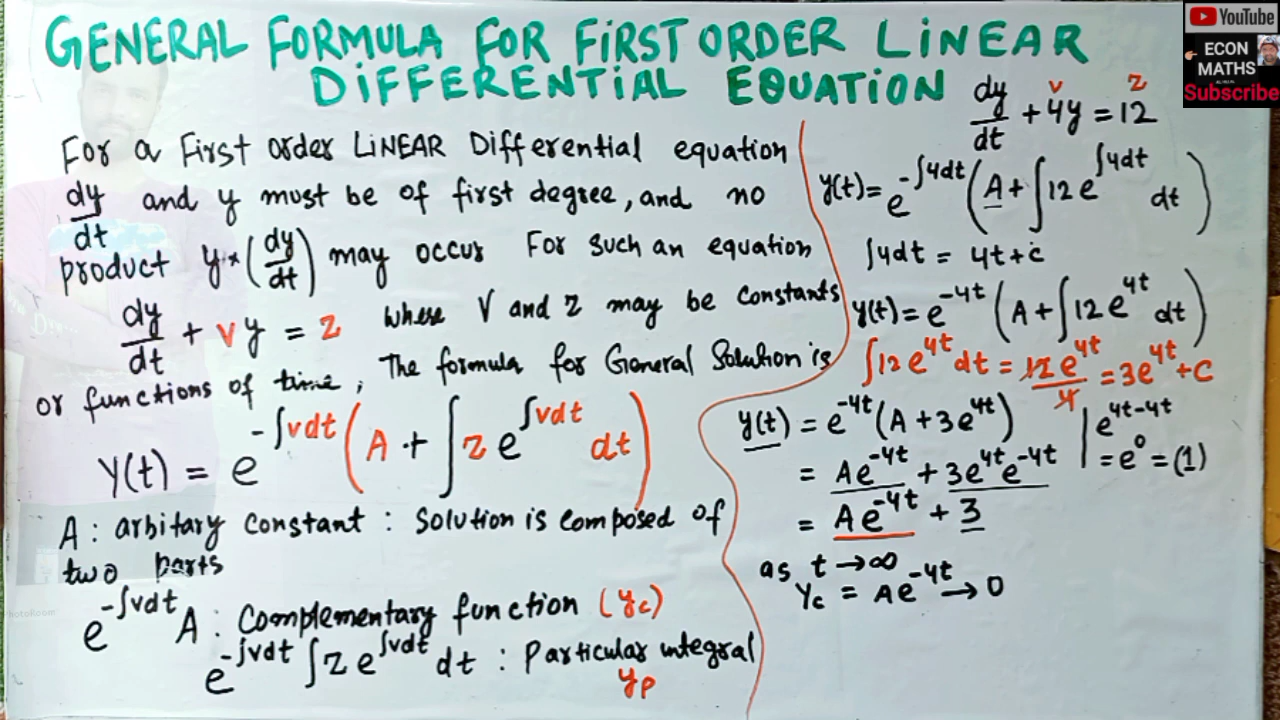 GENERAL FORMULA FOR FIRST ORDER LINEAR
DIFFERENTIAL EQUATION
For a First order LINEAR Differential equation
dy/dt and y must be of first degree, and no
product y*(dy/dt) may occur For such an equation
dy/dt + vy = z where V and z may be constants
or functions of time, The formula for General Solution is
Y(t) = e^{-∫vdt} (A + ∫z e^{∫vdt} dt)
A : arbitary constant : Solution is composed of
two parts
e^{-∫vdt} A : Complementary function (y_c)
e^{-∫vdt} ∫z e^{∫vdt} dt : Particular integral
y_p
v z
dy/dt + 4y = 12
y(t) = e^{-∫4dt} (A + ∫12 e^{∫4dt} dt)
∫4dt = 4t+c
y(t) = e^{-4t} (A + ∫12 e^{4t} dt)
∫12 e^{4t} dt = 12 e^{4t}/4 = 3e^{4t} + C
y(t) = e^{-4t} (A + 3e^{4t}) | e^{4t-4t}
= Ae^{-4t} + 3e^{4t} e^{-4t} = e^0 = (1)
= Ae^{-4t} + 3
as t → ∞
Y_c = Ae^{-4t} → 0
YouTube
ECON
MATHS
Subscribe
PhotoRoom